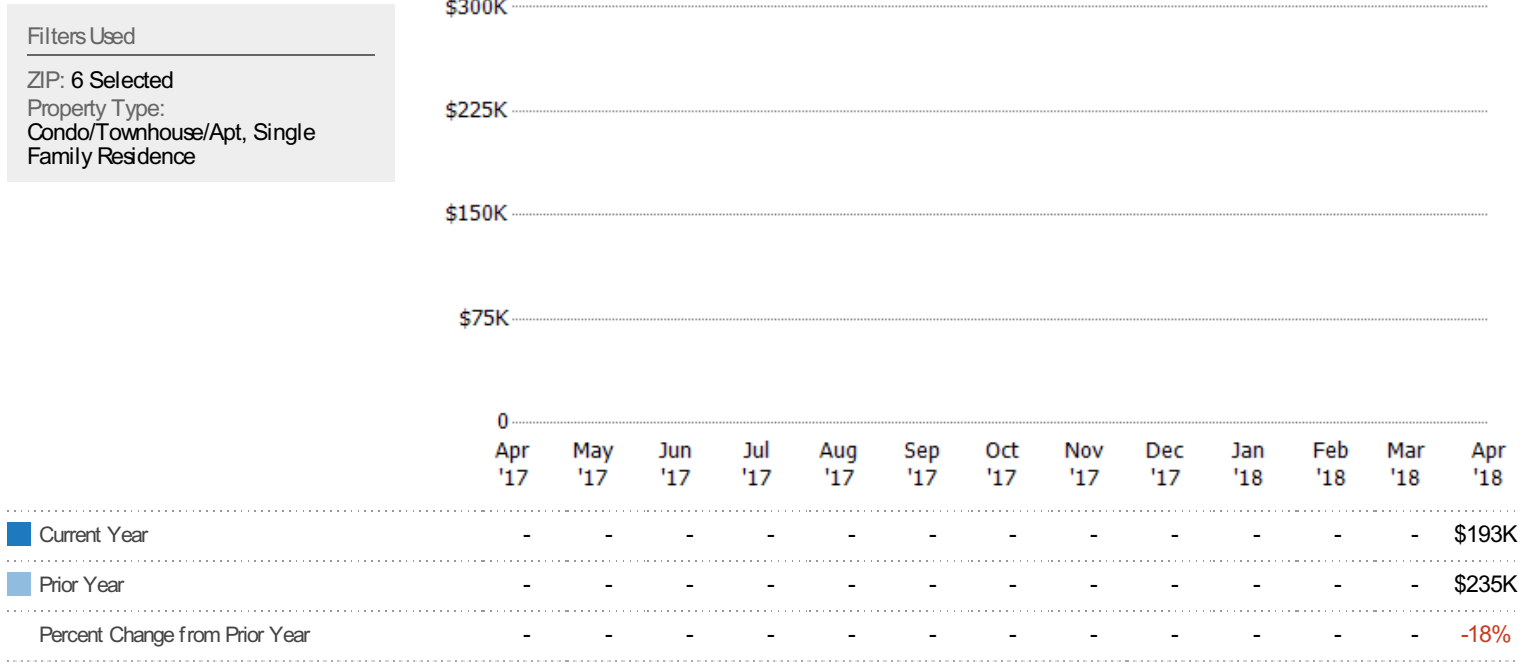 Filters Used
ZIP: 6 Selected
Property Type:
Condo/Townhouse/Apt, Single
Family Residence
$300K
$225K
$150K
$75K
0
Apr May Jun Jul Aug Sep Oct Nov Dec Jan Feb Mar Apr
'17 '17 '17 '17 '17 '17 '17 '17 '17 '18 '18 '18 '18
Current Year - - - - - - - - - - - - $193K
Prior Year - - - - - - - - - - - - $235K
Percent Change from Prior Year - - - - - - - - - - - - -18%